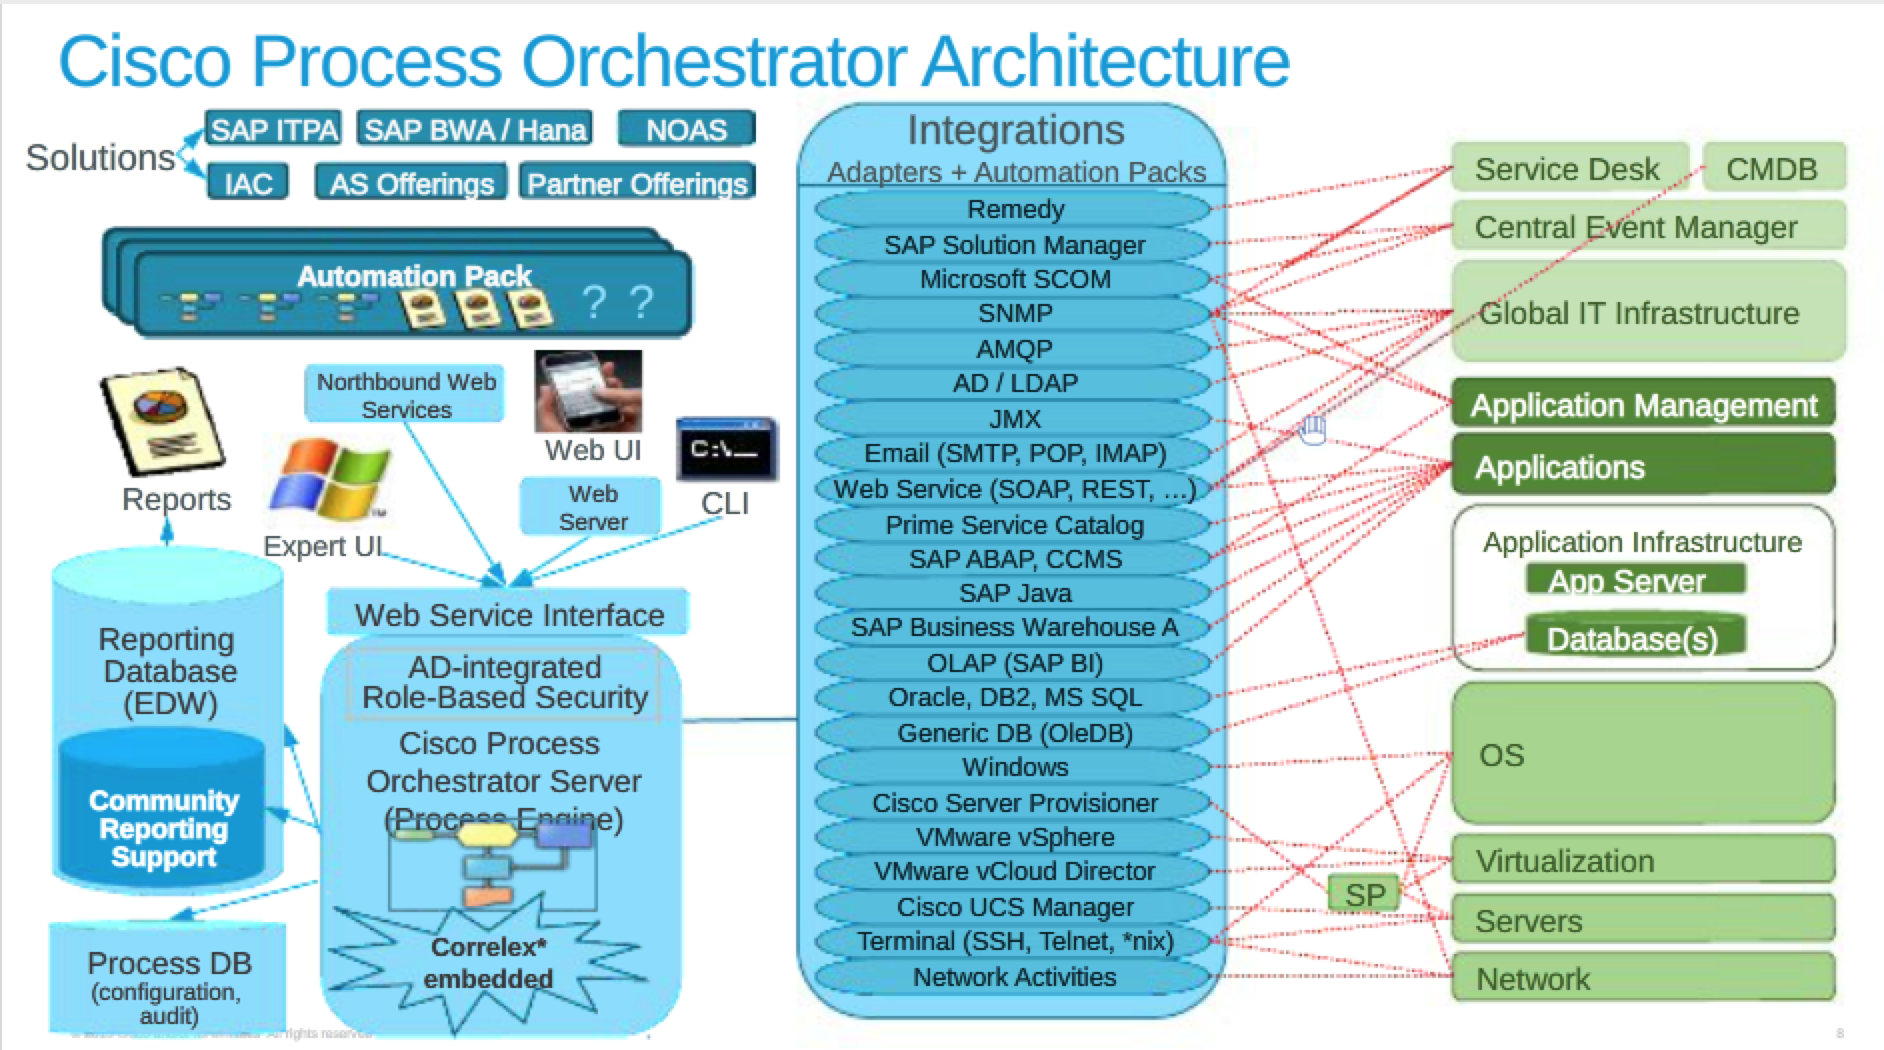 Cisco Process Orchestrator Architecture
Solutions
SAP ITPA
SAP BWA / Hana
NOAS
IAC
AS Offerings
Partner Offerings
Automation Pack
? ?
Northbound Web
Services
Web UI
C:\_
CLI
Reports
Expert UI
TM
Web
Server
Web Service Interface
Reporting
Database
(EDW)
Community
Reporting
Support
Process DB
(configuration,
audit)
AD-integrated
Role-Based Security
Cisco Process
Orchestrator Server
(Process Engine)
Correlex*
embedded
Integrations
Adapters + Automation Packs
Remedy
SAP Solution Manager
Microsoft SCOM
SNMP
AMQP
AD / LDAP
JMX
Email (SMTP, POP, IMAP)
Web Service (SOAP, REST, …)
Prime Service Catalog
SAP ABAP, CCMS
SAP Java
SAP Business Warehouse A
OLAP (SAP BI)
Oracle, DB2, MS SQL
Generic DB (OleDB)
Windows
Cisco Server Provisioner
VMware vSphere
VMware vCloud Director
Cisco UCS Manager
Terminal (SSH, Telnet, *nix)
Network Activities
Service Desk
CMDB
Central Event Manager
Global IT Infrastructure
Application Management
Applications
Application Infrastructure
App Server
Database(s)
OS
Virtualization
SP
Servers
Network
All rights reserved
8